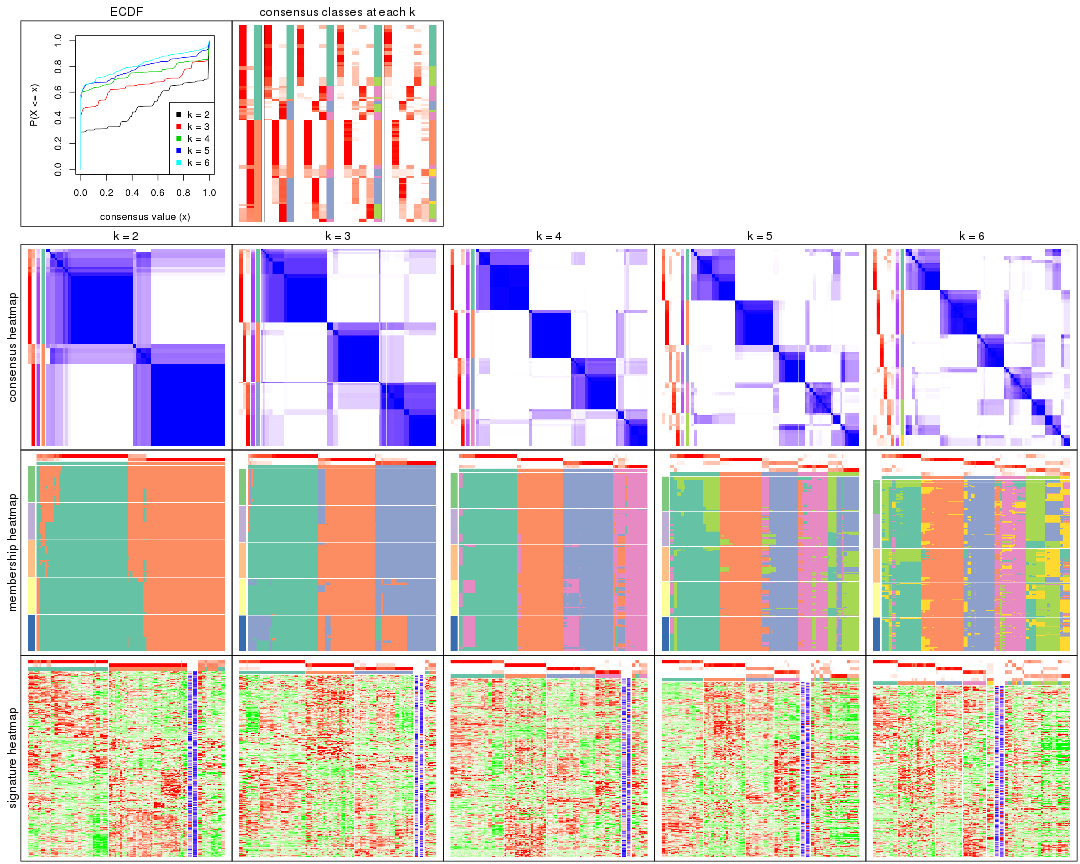 ECDF
consensus classes at each k
P(X <= x)
0.0 0.2 0.4 0.6 0.8 1.0
k = 2
k = 3
k = 4
k = 5
k = 6
0.0 0.2 0.4 0.6 0.8 1.0
consensus value (x)
k = 2
k = 3
k = 4
k = 5
k = 6
consensus heatmap
membership heatmap
signature heatmap